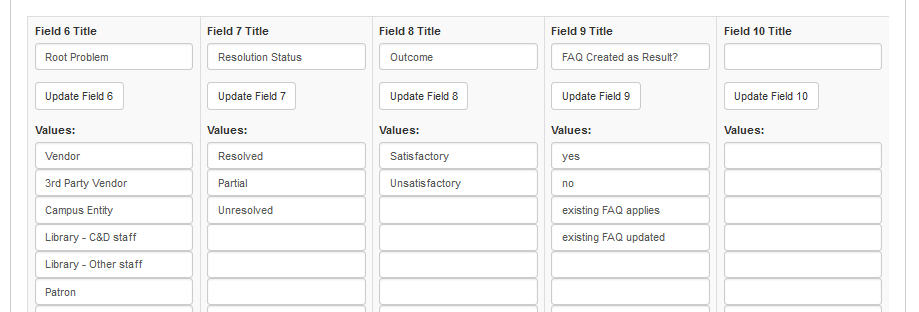 Field 6 Title
Field 7 Title
Field 8 Title
Field 9 Title
Field 10 Title
Root Problem
Resolution Status
Outcome
FAQ Created as Result?
Update Field 6
Update Field 7
Update Field 8
Update Field 9
Update Field 10
Values:
Values:
Values:
Values:
Values:
Vendor
Resolved
Satisfactory
yes
3rd Party Vendor
Partial
Unsatisfactory
no
Campus Entity
Unresolved
existing FAQ applies
Library - C&D staff
existing FAQ updated
Library - Other staff
Patron